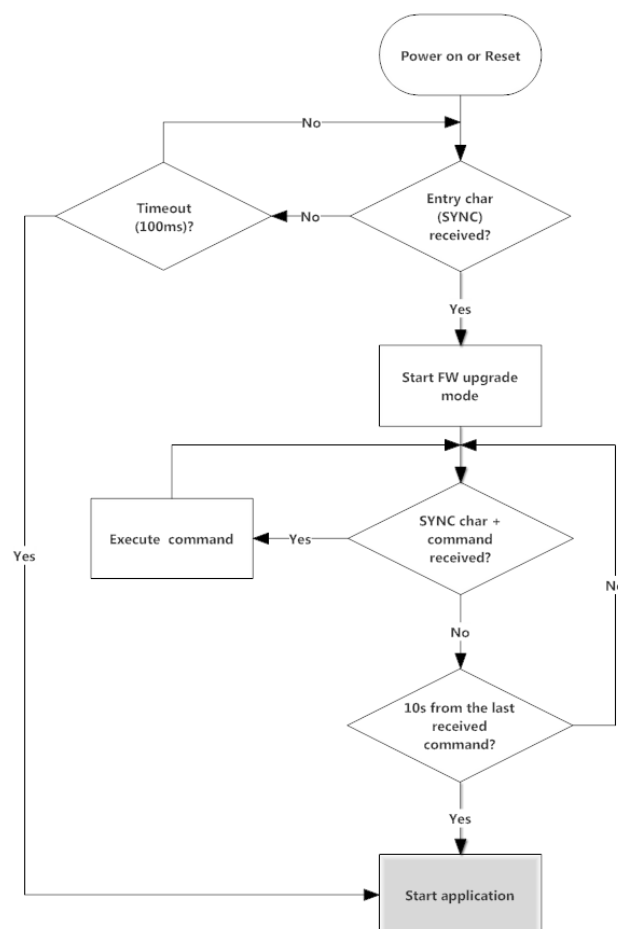 Power on or Reset
No
Timeout
(100ms)?
No
Entry char
(SYNC)
received?
Yes
Start FW upgrade
mode
Execute command
Yes
SYNC char +
command
received?
Yes
No
No
10s from the last
received
command?
Yes
Start application